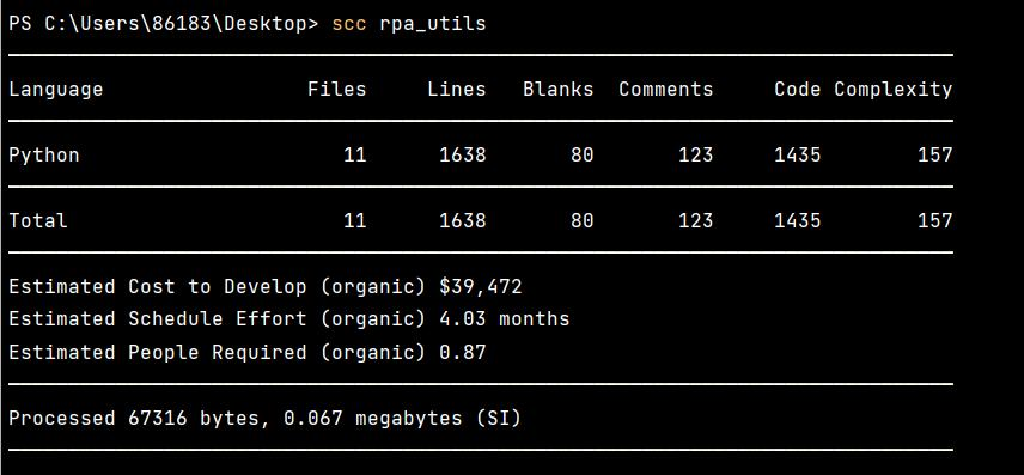 PS C:\Users\86183\Desktop> scc rpa_utils
Language Files Lines Blanks Comments Code Complexity
Python 11 1638 80 123 1435 157
Total 11 1638 80 123 1435 157
Estimated Cost to Develop (organic) $39,472
Estimated Schedule Effort (organic) 4.03 months
Estimated People Required (organic) 0.87
Processed 67316 bytes, 0.067 megabytes (SI)